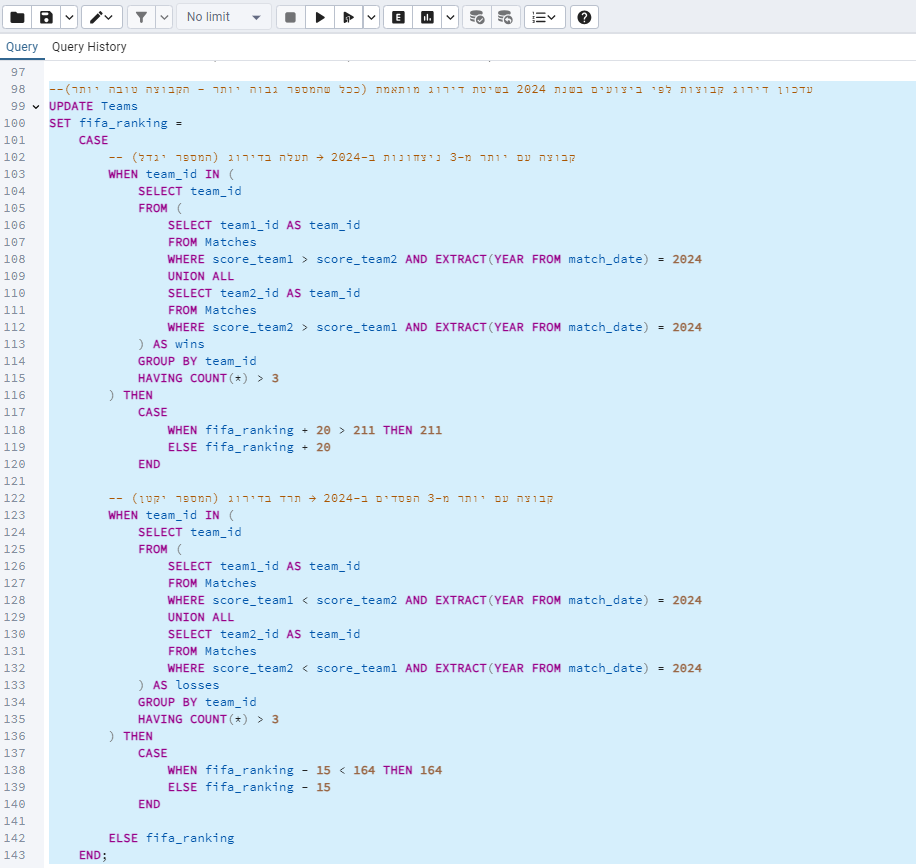 No limit
Query Query History
97
98 --עדכון דירוג קבוצות לפי ביצועים בשנת 2024 בשיטת דירוג מותאמת (ככל שהמספר גבוה יותר - הקבוצה טובה יותר)
99 UPDATE Teams
100 SET fifa_ranking =
101 CASE
102 -- קבוצה עם יותר מ-3 ניצחונות ב-2024 → תעלה בדירוג (המספר יגדל)
103 WHEN team_id IN (
104 SELECT team_id
105 FROM (
106 SELECT team1_id AS team_id
107 FROM Matches
108 WHERE score_team1 > score_team2 AND EXTRACT(YEAR FROM match_date) = 2024
109 UNION ALL
110 SELECT team2_id AS team_id
111 FROM Matches
112 WHERE score_team2 > score_team1 AND EXTRACT(YEAR FROM match_date) = 2024
113 ) AS wins
114 GROUP BY team_id
115 HAVING COUNT(*) > 3
116 ) THEN
117 CASE
118 WHEN fifa_ranking + 20 > 211 THEN 211
119 ELSE fifa_ranking + 20
120 END
121
122 -- קבוצה עם יותר מ-3 הפסדים ב-2024 → תרד בדירוג (המספר יקטן)
123 WHEN team_id IN (
124 SELECT team_id
125 FROM (
126 SELECT team1_id AS team_id
127 FROM Matches
128 WHERE score_team1 < score_team2 AND EXTRACT(YEAR FROM match_date) = 2024
129 UNION ALL
130 SELECT team2_id AS team_id
131 FROM Matches
132 WHERE score_team2 < score_team1 AND EXTRACT(YEAR FROM match_date) = 2024
133 ) AS losses
134 GROUP BY team_id
135 HAVING COUNT(*) > 3
136 ) THEN
137 CASE
138 WHEN fifa_ranking - 15 < 164 THEN 164
139 ELSE fifa_ranking - 15
140 END
141
142 ELSE fifa_ranking
143 END;